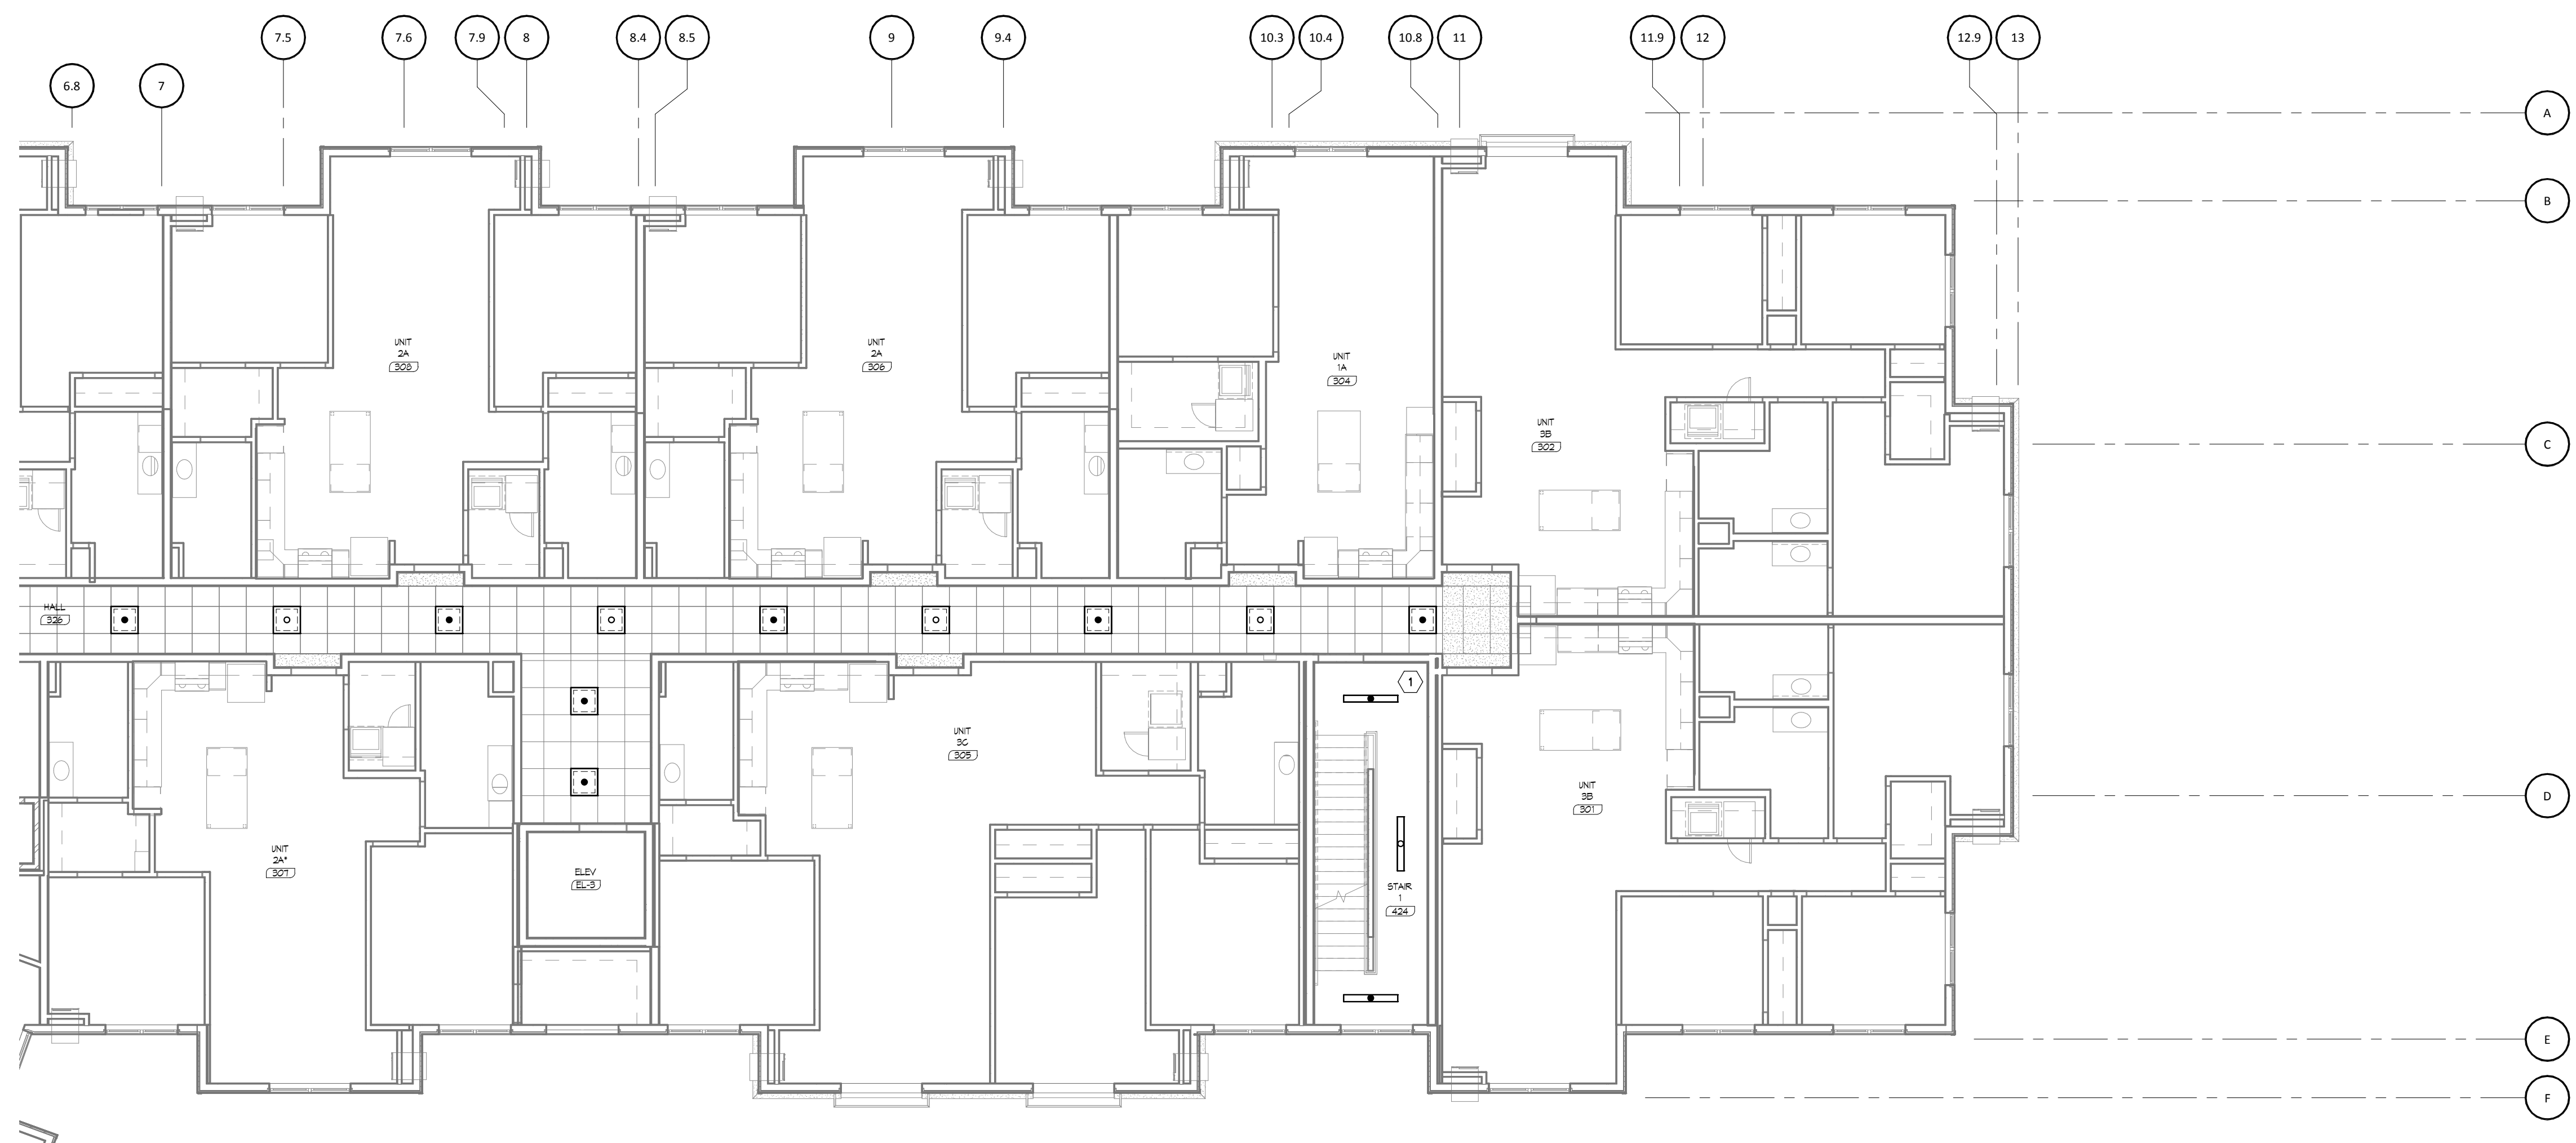 7.5
7.6
7.9
8
8.4
8.5
9
9.4
10.3
10.4
10.8
11
11.9
12
12.9
13
6.8
7
A
B
C
D
E
F
UNIT
2A
308
UNIT
2A
306
UNIT
1A
304
UNIT
3B
302
HALL
326
1
UNIT
3C
305
UNIT
3B
301
UNIT
2A*
307
ELEV
EL-3
STAIR
1
424